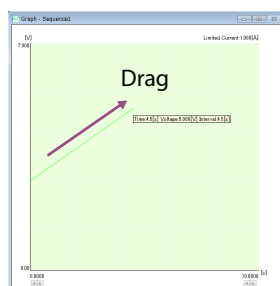 Graph - Sequence1
[V]
Limited Current:1.000[A]
7.000
Drag
Time:4.5[s] Voltage:5.000[V] Interval:4.5[s]
0.00
0.0000
10.0000
[s]